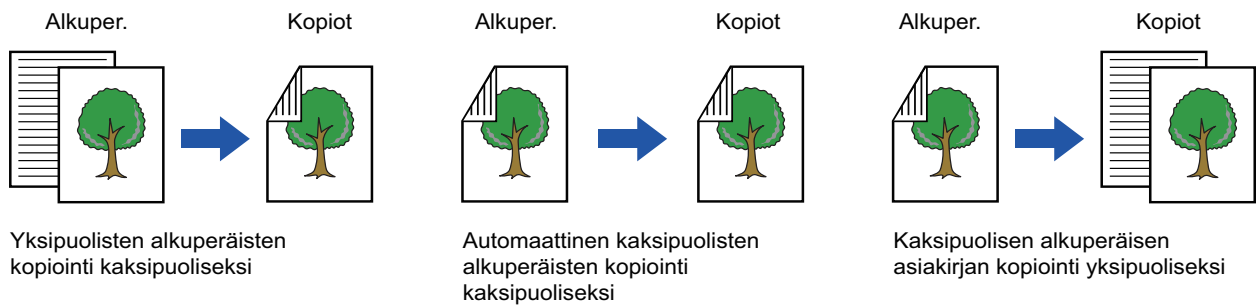 Alkuper.
Kopiot
Alkuper.
Kopiot
Alkuper.
Kopiot
Yksipuolisten alkuperäisten
kopiointi kaksipuoliseksi
Automaattinen kaksipuolisten
alkuperäisten kopiointi
kaksipuoliseksi
Kaksipuolisen alkuperäisen
asiakirjan kopiointi yksipuoliseksi